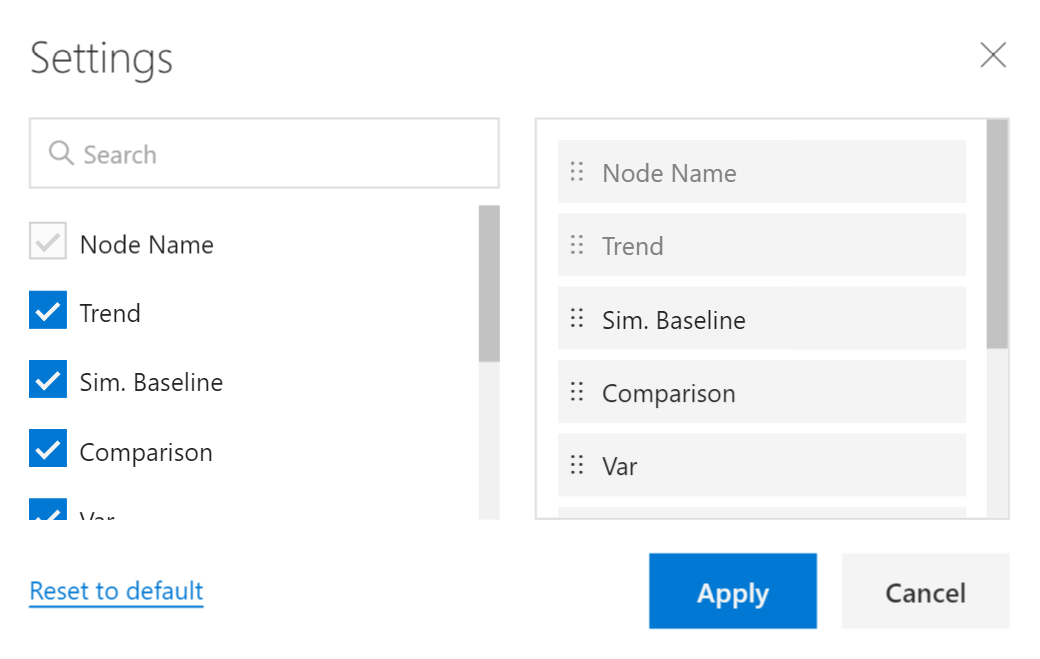 Settings
Search
Node Name
Trend
Sim. Baseline
Comparison
Var
Node Name
Trend
Sim. Baseline
Comparison
Var
Reset to default
Apply
Cancel